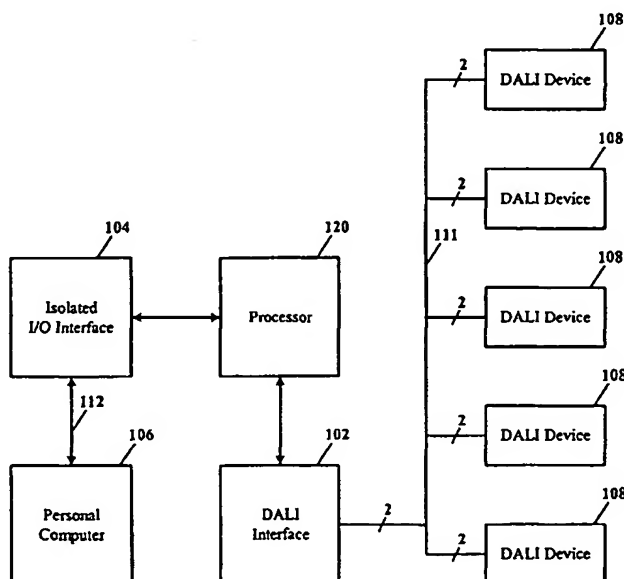 108
2
DALI Device
108
2
DALI Device
104
120
111
108
Isolated
I/O Interface
Processor
2
DALI Device
112
108
106
102
2
DALI Device
Personal
Computer
DALI
Interface
2
108
2
DALI Device